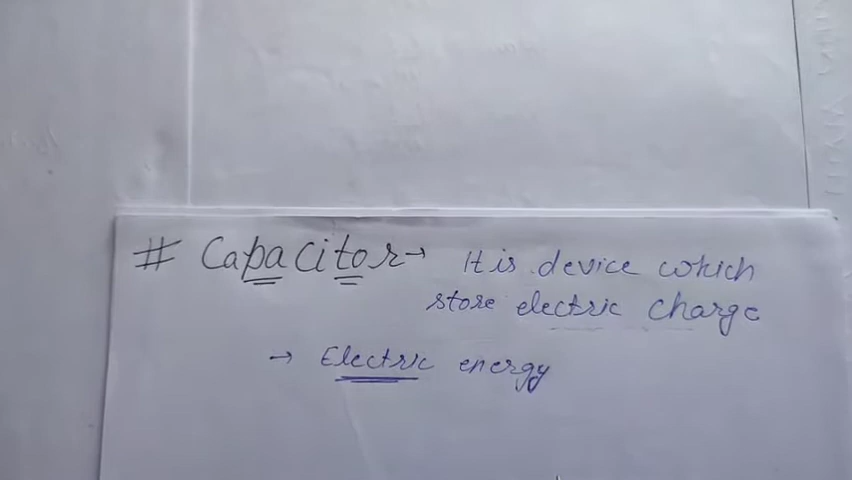 # Capacitor → It is device which
store electric charge
→ Electric energy